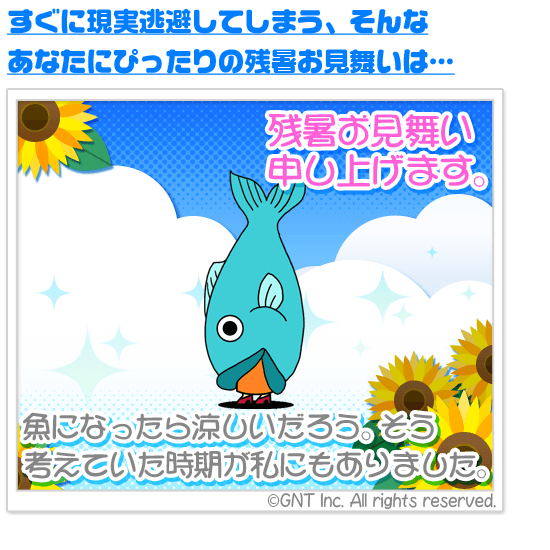 すぐに現実逃避してしまう、そんな
あなたにぴったりの残暑お見舞いは…
残暑お見舞い
申し上げます。
魚になったら涼しいだろう。そう
考えていた時期が私にもありました。
©GNT Inc. All rights reserved.